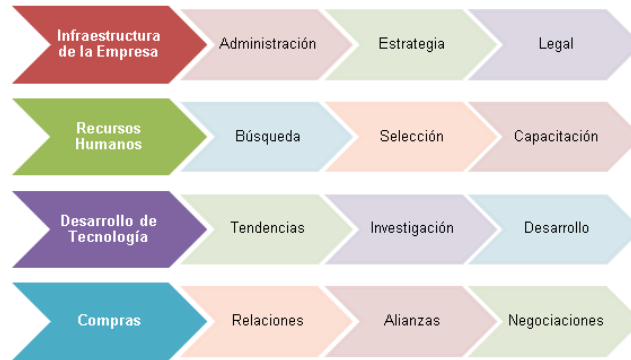 Infraestructura
de la Empresa
Administración
Estrategia
Legal
Recursos
Humanos
Búsqueda
Selección
Capacitación
Desarrollo de
Tecnología
Tendencias
Investigación
Desarrollo
Compras
Relaciones
Alianzas
Negociaciones